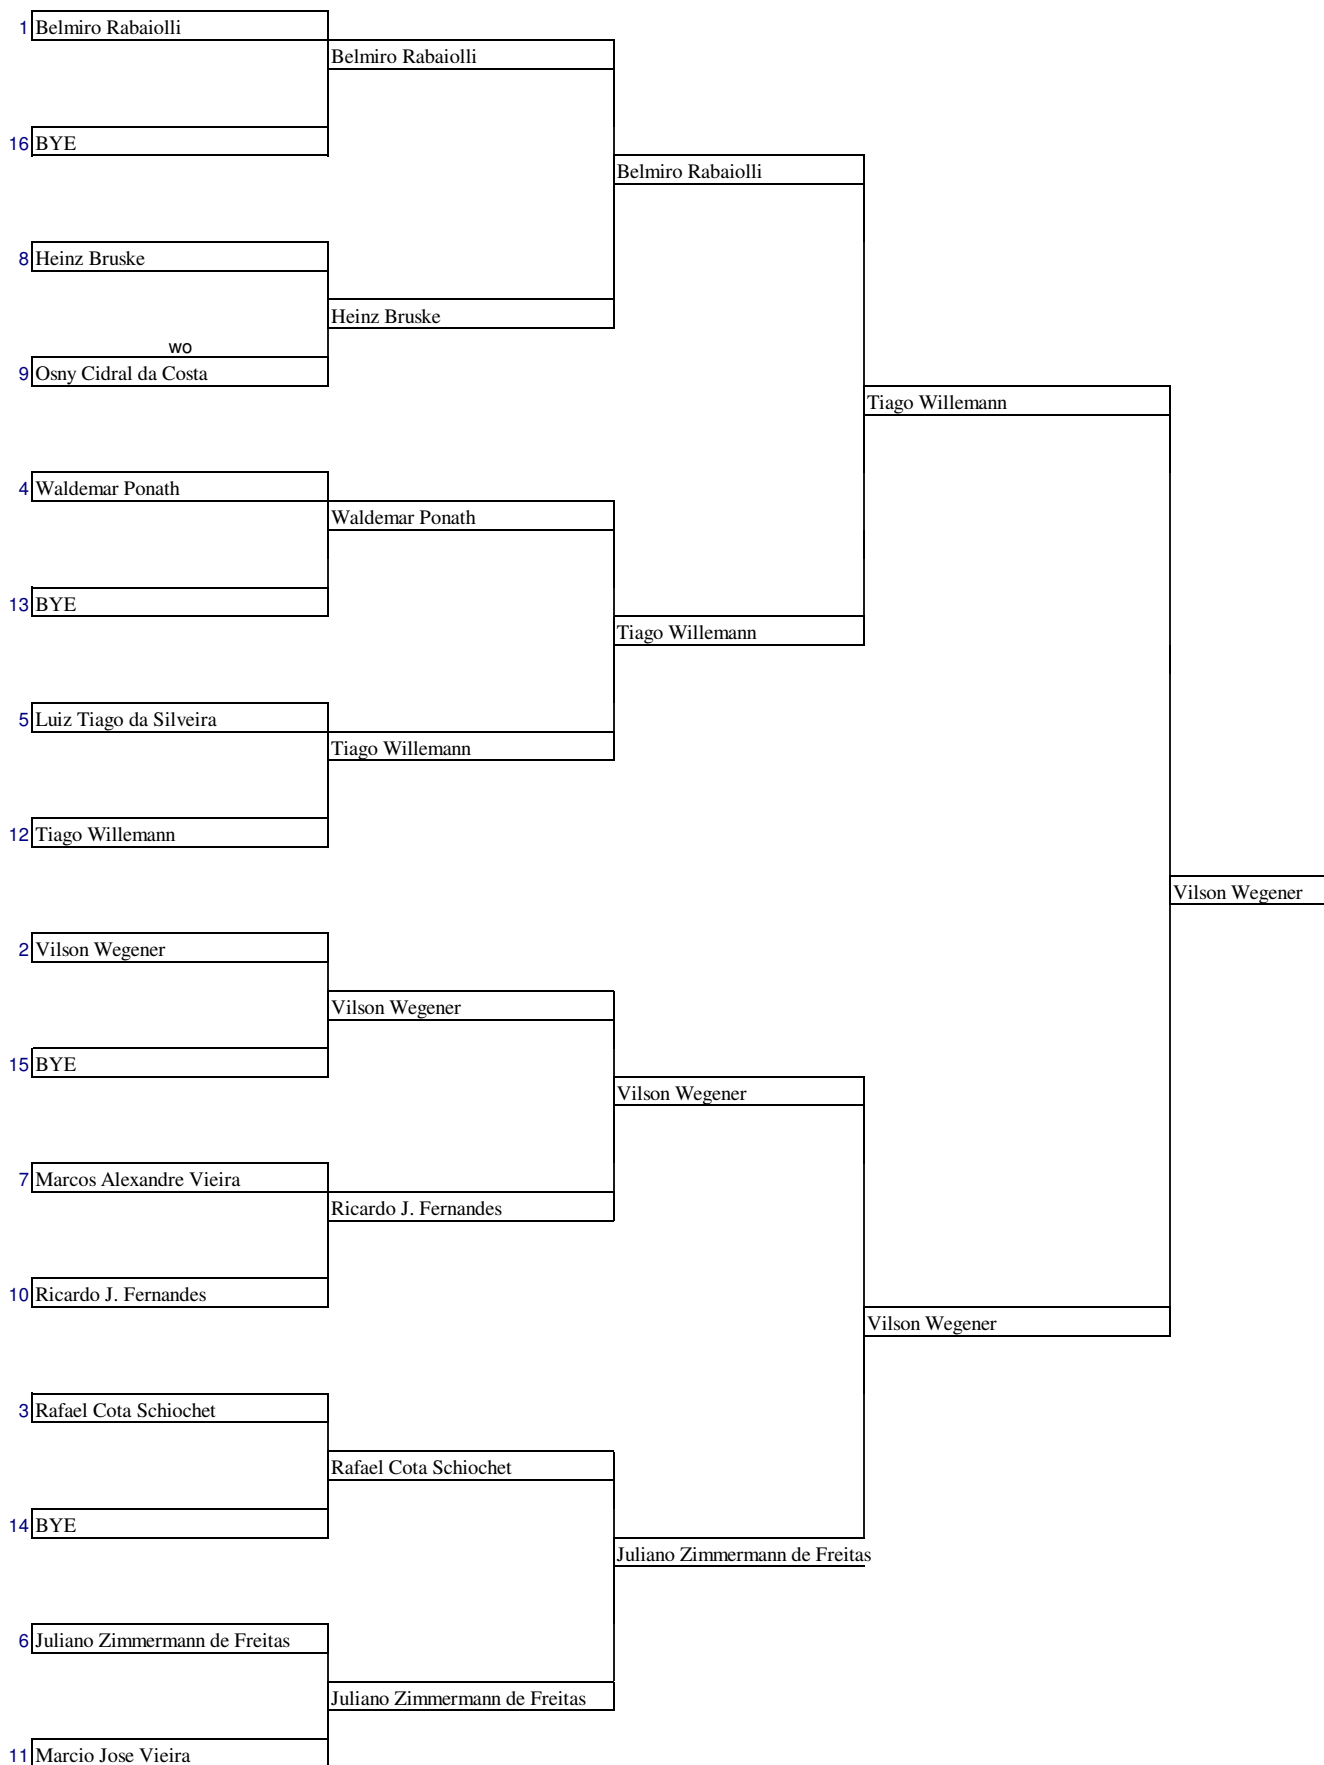 1 Belmiro Rabaiolli
Belmiro Rabaiolli
16 BYE
Belmiro Rabaiolli
8 Heinz Bruske
Heinz Bruske
wo
9 Osny Cidral da Costa
Tiago Willemann
4 Waldemar Ponath
Waldemar Ponath
13 BYE
Tiago Willemann
5 Luiz Tiago da Silveira
Tiago Willemann
12 Tiago Willemann
Vilson Wegener
2 Vilson Wegener
Vilson Wegener
15 BYE
Vilson Wegener
7 Marcos Alexandre Vieira
Ricardo J. Fernandes
10 Ricardo J. Fernandes
Vilson Wegener
3 Rafael Cota Schiochet
Rafael Cota Schiochet
14 BYE
Juliano Zimmermann de Freitas
6 Juliano Zimmermann de Freitas
Juliano Zimmermann de Freitas
11 Marcio Jose Vieira